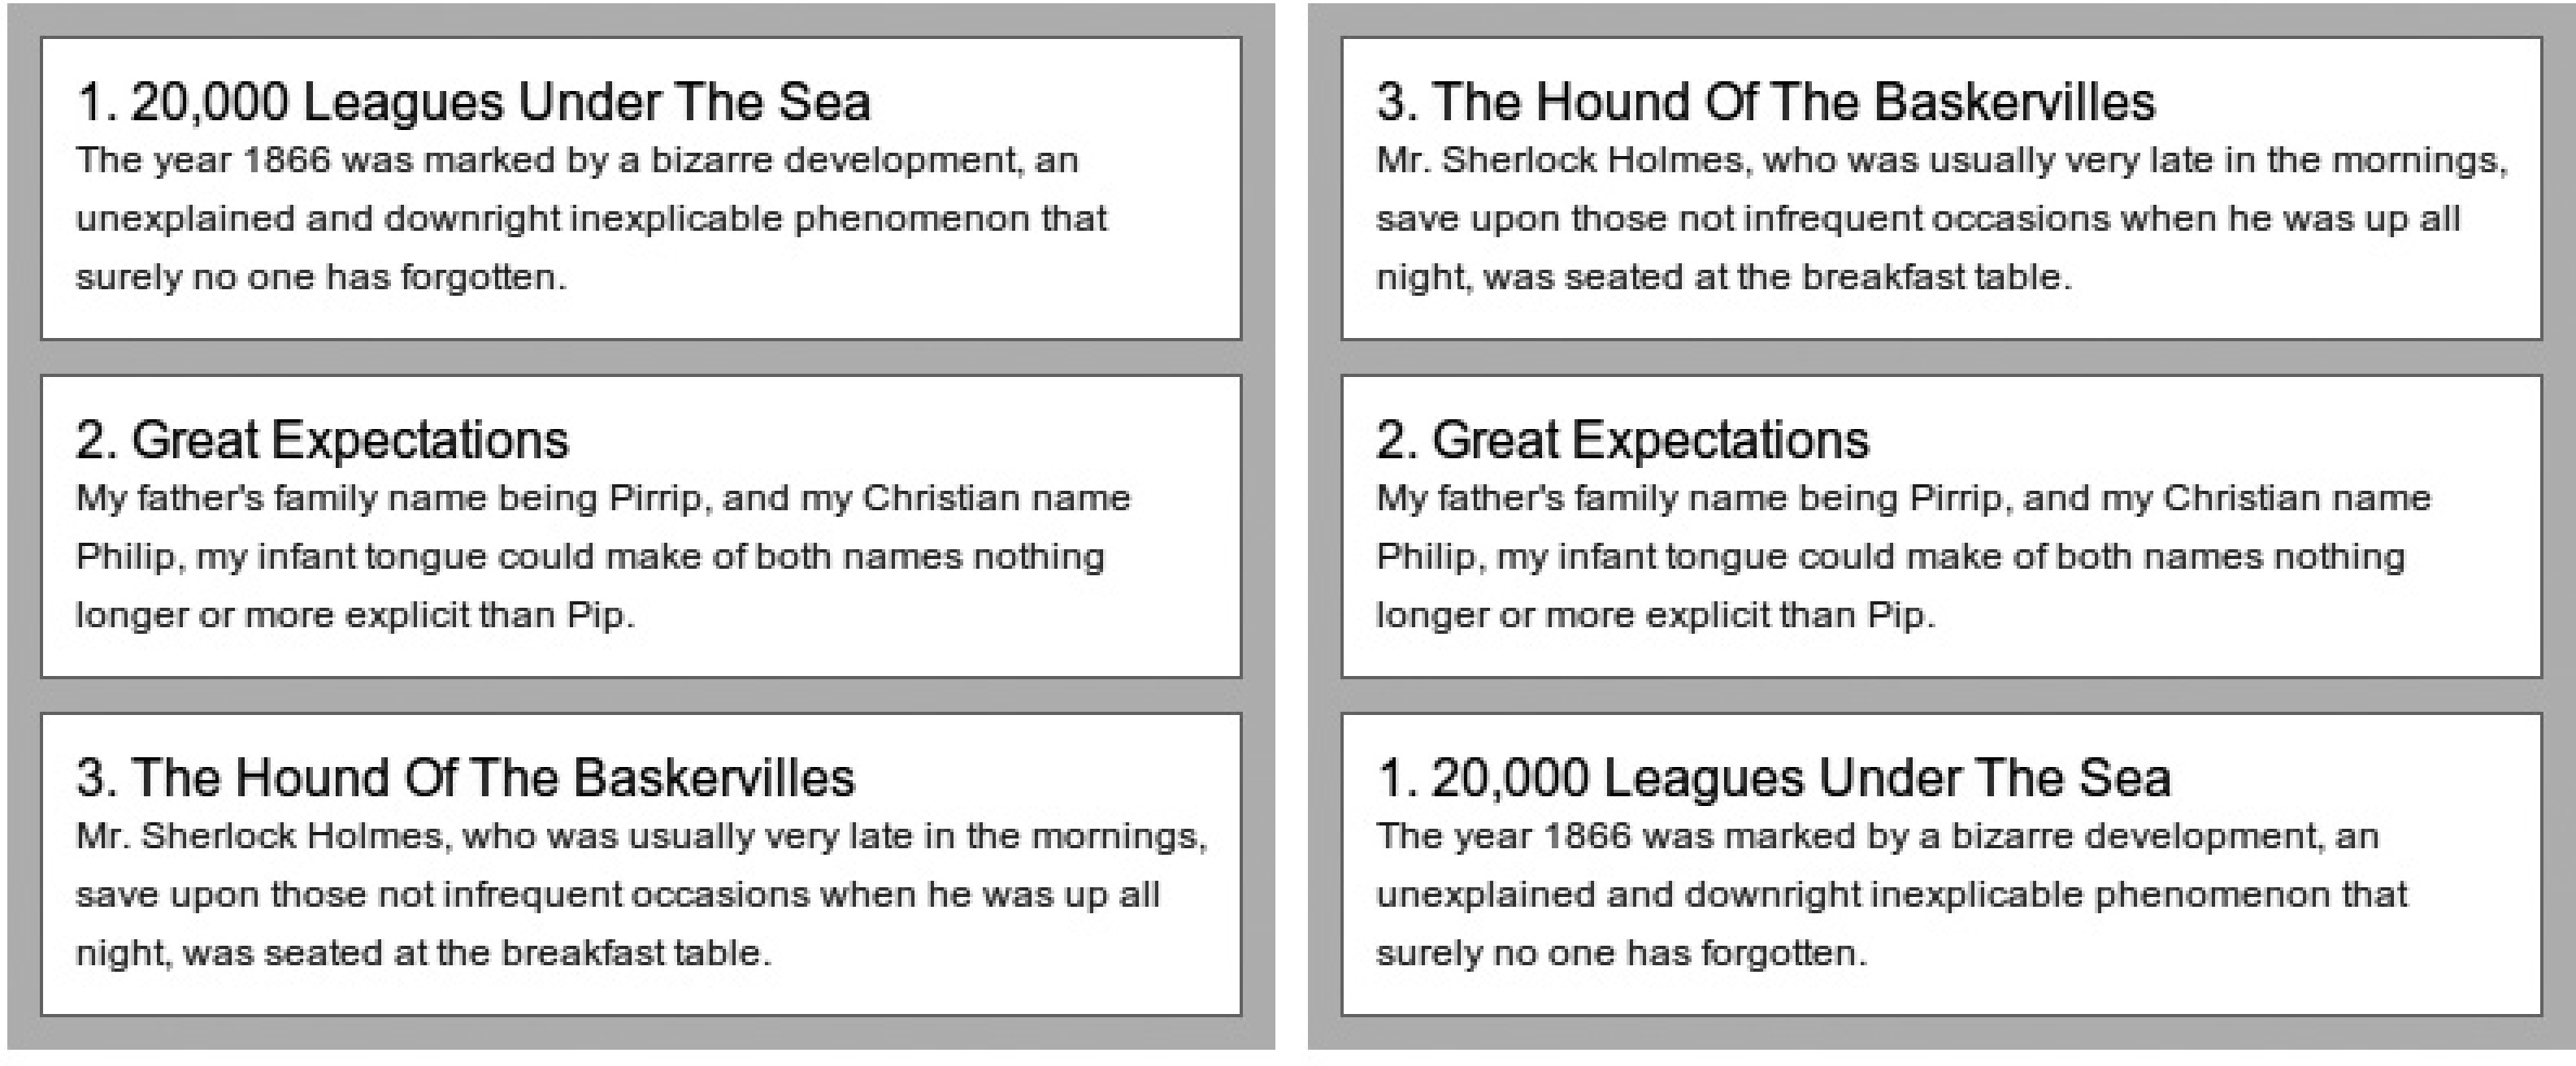 1. 20,000 Leagues Under The Sea
The year 1866 was marked by a bizarre development, an
unexplained and downright inexplicable phenomenon that
surely no one has forgotten.
2. Great Expectations
My father's family name being Pirrip, and my Christian name
Philip, my infant tongue could make of both names nothing
longer or more explicit than Pip.
3. The Hound Of The Baskervilles
Mr. Sherlock Holmes, who was usually very late in the mornings,
save upon those not infrequent occasions when he was up all
night, was seated at the breakfast table.
3. The Hound Of The Baskervilles
Mr. Sherlock Holmes, who was usually very late in the mornings,
save upon those not infrequent occasions when he was up all
night, was seated at the breakfast table.
2. Great Expectations
My father's family name being Pirrip, and my Christian name
Philip, my infant tongue could make of both names nothing
longer or more explicit than Pip.
1. 20,000 Leagues Under The Sea
The year 1866 was marked by a bizarre development, an
unexplained and downright inexplicable phenomenon that
surely no one has forgotten.